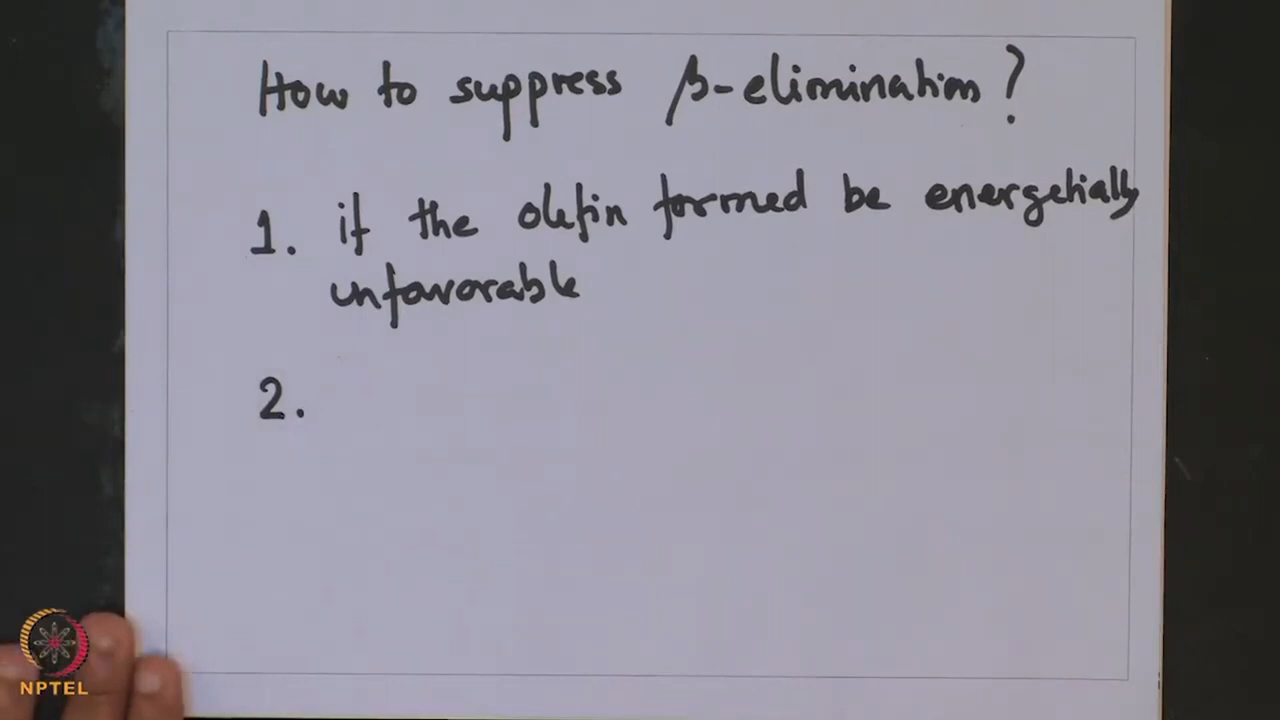 How to suppress β-elimination?
1. if the olefin formed be energetially
unfavorable
2.
NPTEL